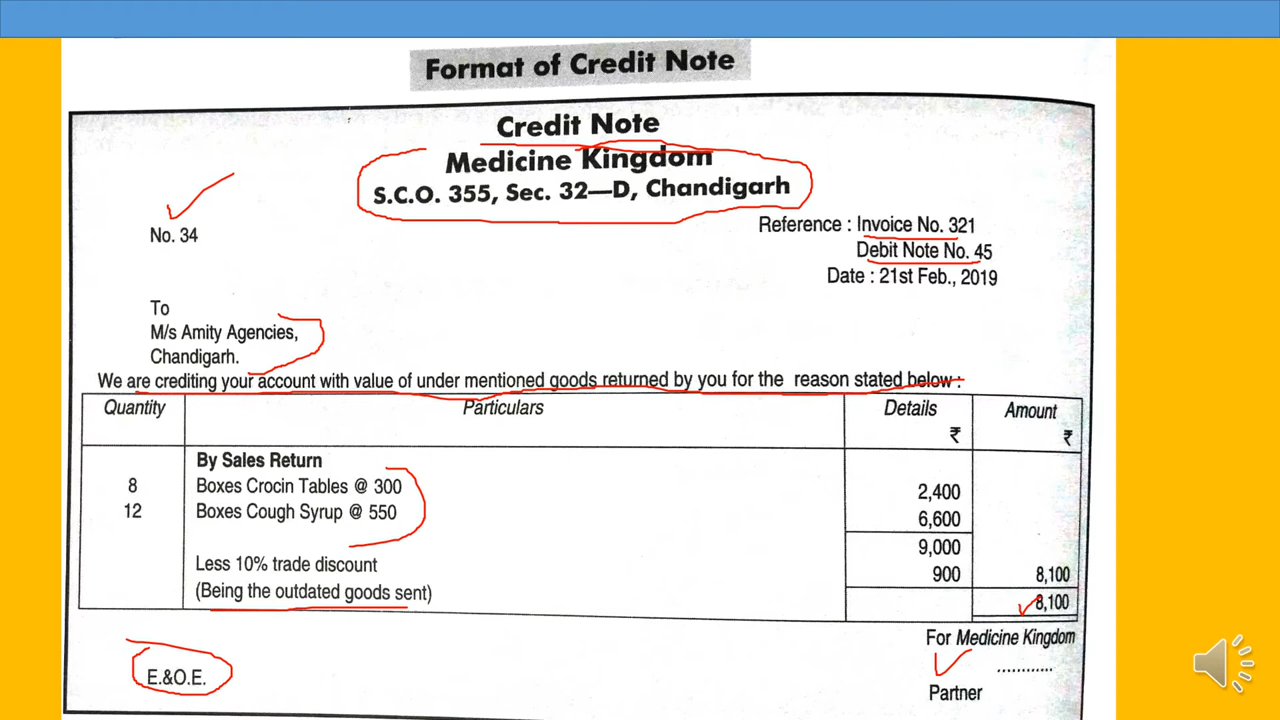 Format of Credit Note
Credit Note
Medicine Kingdom
S.C.O. 355, Sec. 32—D, Chandigarh
No. 34
Reference : Invoice No. 321
Debit Note No. 45
Date : 21st Feb., 2019
To
M/s Amity Agencies,
Chandigarh.
We are crediting your account with value of under mentioned goods returned by you for the reason stated below :
Quantity Particulars Details Amount
₹ ₹
By Sales Return
8 Boxes Crocin Tables @ 300 2,400
12 Boxes Cough Syrup @ 550 6,600
9,000
Less 10% trade discount 900 8,100
(Being the outdated goods sent) 8,100
For Medicine Kingdom
............
E.&O.E.
Partner